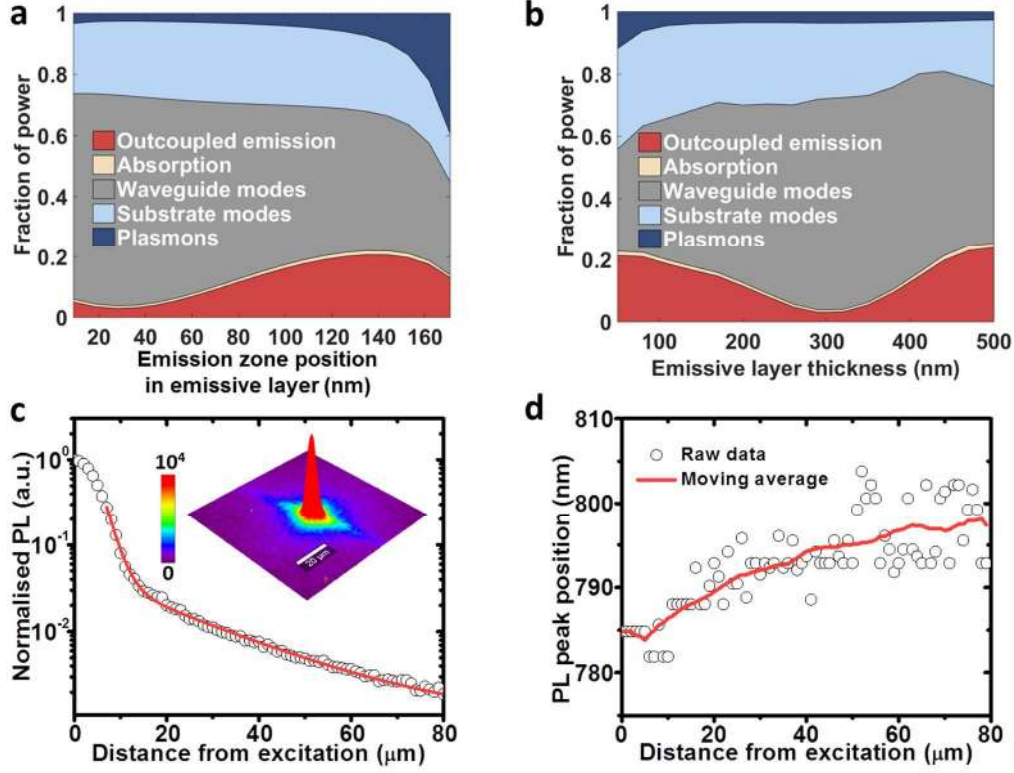 a
Fraction of power
1
0.8
0.6
0.4
0.2
0
Outcoupled emission
Absorption
Waveguide modes
Substrate modes
Plasmons
20 40 60 80 100 120 140 160
Emission zone position
in emissive layer (nm)
b
Fraction of power
1
0.8
0.6
0.4
0.2
0
Outcoupled emission
Absorption
Waveguide modes
Substrate modes
Plasmons
100 200 300 400 500
Emissive layer thickness (nm)
c
Normalised PL (a.u.)
10^0
10^-1
10^-2
10^4
0
20 μm
0 20 40 60 80
Distance from excitation (μm)
d
PL peak position (nm)
810
800
790
780
Raw data
Moving average
0 20 40 60 80
Distance from excitation (μm)